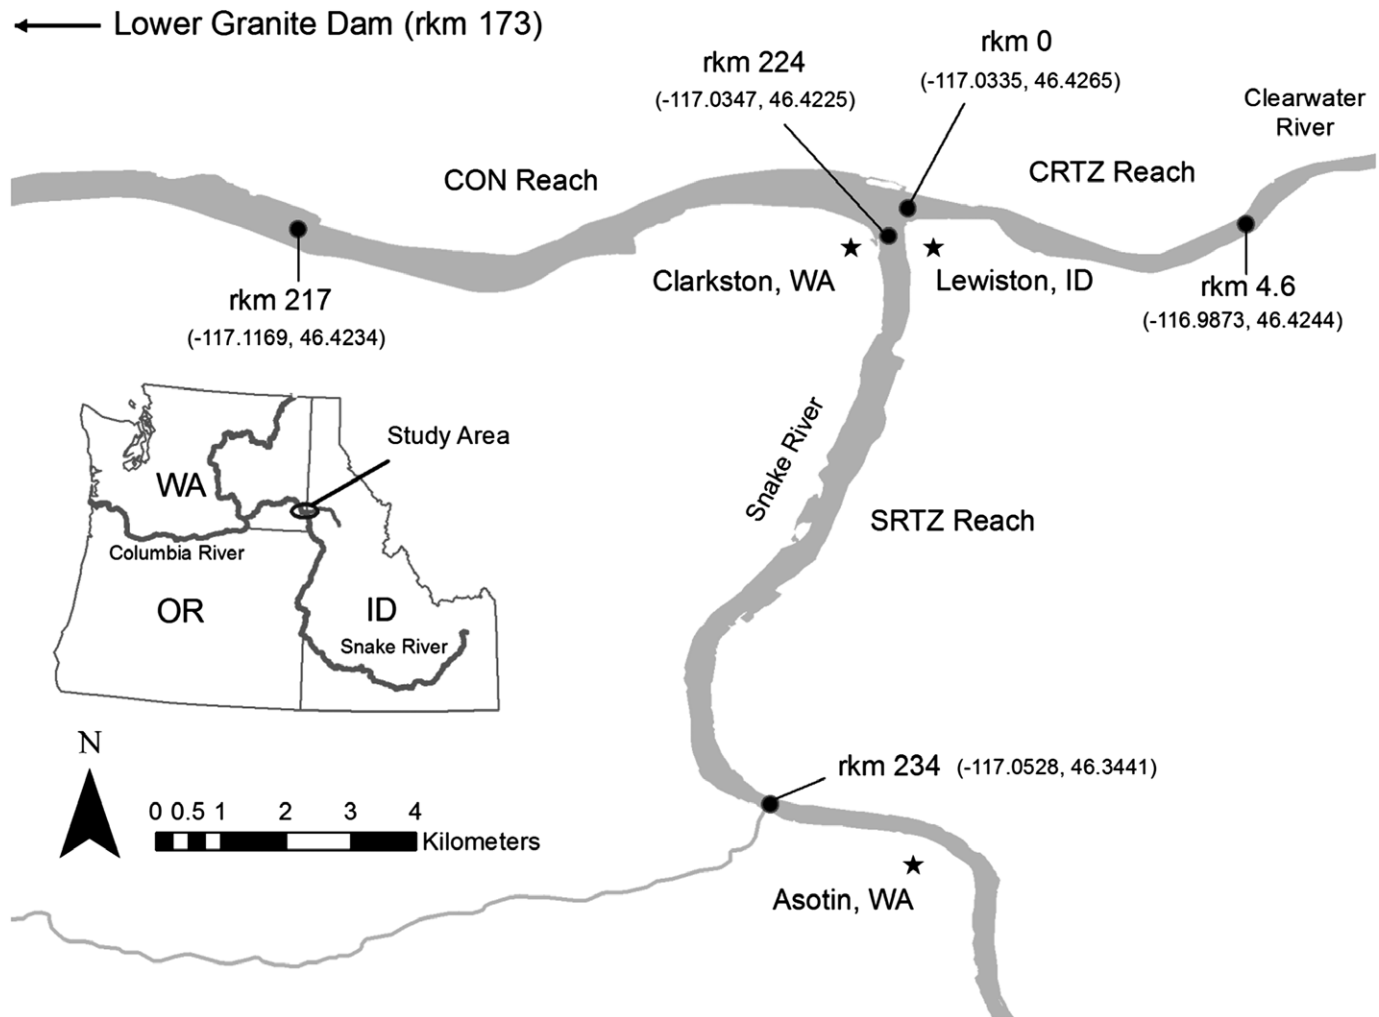 Lower Granite Dam (rkm 173)
rkm 0
(-117.0335, 46.4265)
rkm 224
(-117.0347, 46.4225)
Clearwater
River
CON Reach
CRTZ Reach
Clarkston, WA
Lewiston, ID
rkm 217
(-117.1169, 46.4234)
rkm 4.6
(-116.9873, 46.4244)
Study Area
WA
Columbia River
OR
ID
Snake River
Snake River
SRTZ Reach
N
0 0.5 1 2 3 4
Kilometers
rkm 234 (-117.0528, 46.3441)
Asotin, WA